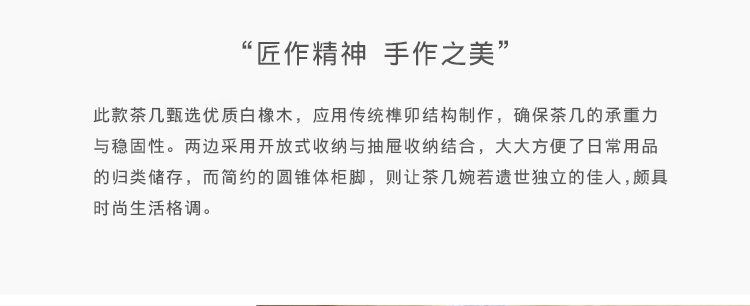 “匠作精神 手作之美”
此款茶几甄选优质白橡木，应用传统榫卯结构制作，确保茶几的承重力
与稳固性。两边采用开放式收纳与抽屉收纳结合，大大方便了日常用品
的归类储存，而简约的圆锥体柜脚，则让茶几婉若遗世独立的佳人,颇具
时尚生活格调。